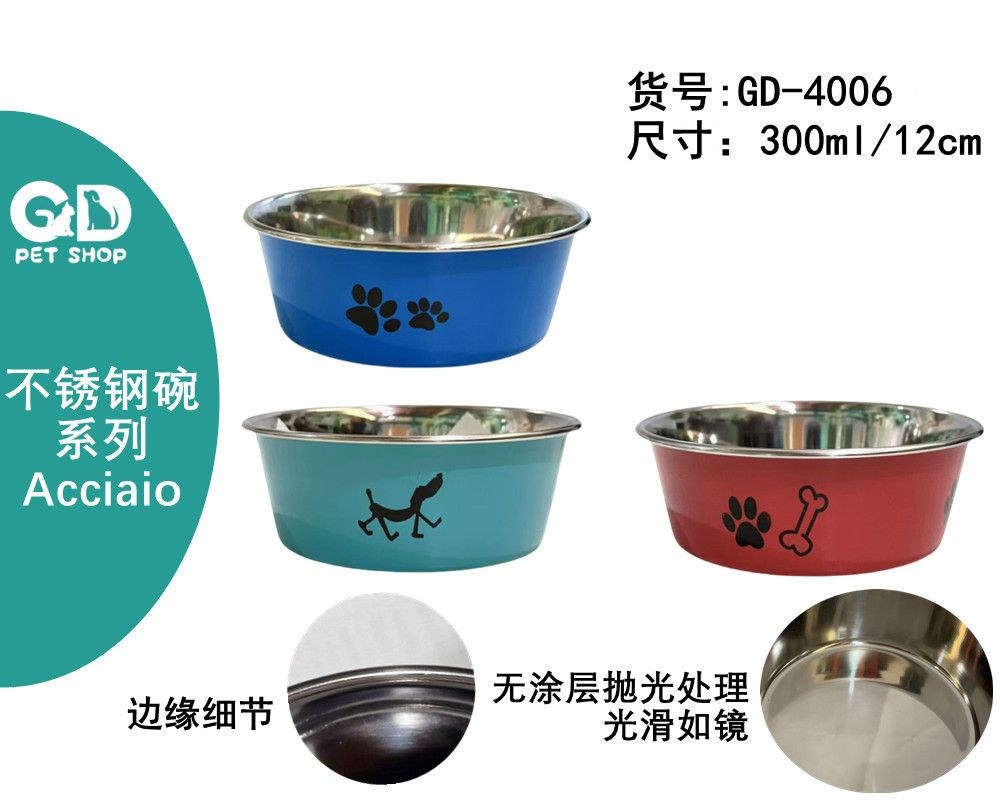 货号:GD-4006
尺寸：300ml/12cm
GD
PET SHOP
不锈钢碗
系列
Acciaio
边缘细节
无涂层抛光处理
光滑如镜